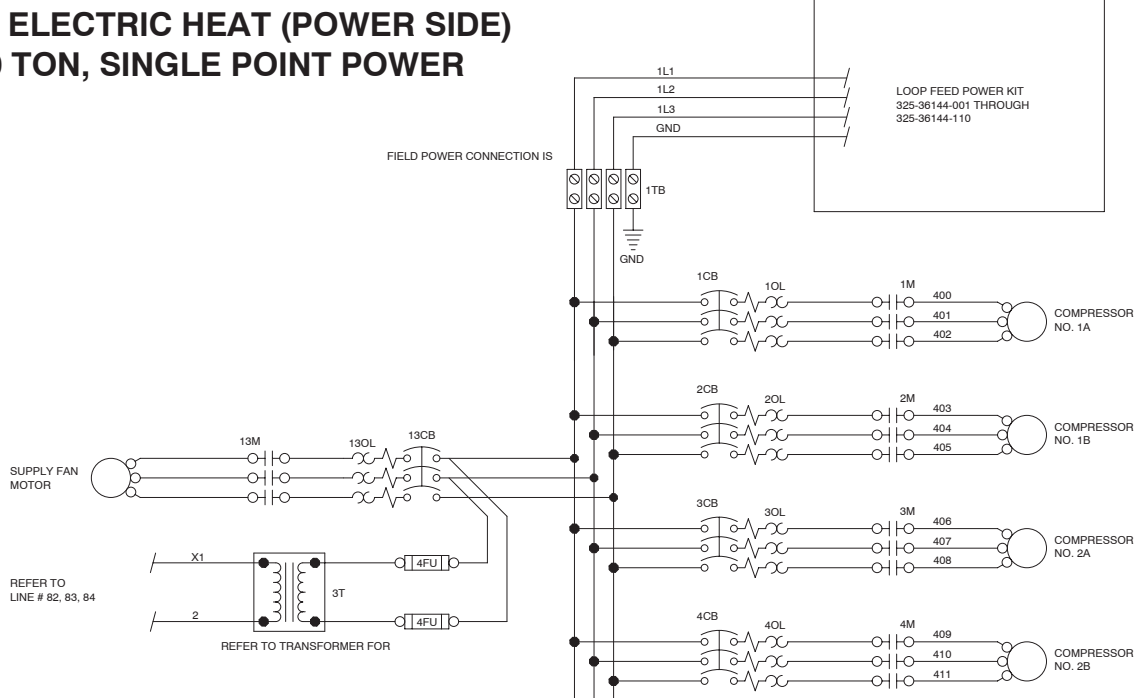 ELECTRIC HEAT (POWER SIDE)
TON, SINGLE POINT POWER
1L1
1L2
1L3
GND
LOOP FEED POWER KIT
325-36144-001 THROUGH
325-36144-110
FIELD POWER CONNECTION IS
1TB
GND
1CB
1OL
1M
400
401
402
COMPRESSOR
NO. 1A
2CB
2OL
2M
403
404
405
COMPRESSOR
NO. 1B
13M
13OL
13CB
SUPPLY FAN
MOTOR
3CB
3OL
3M
406
407
408
COMPRESSOR
NO. 2A
X1
4FU
3T
REFER TO
LINE # 82, 83, 84
2
4FU
REFER TO TRANSFORMER FOR
4CB
4OL
4M
409
410
411
COMPRESSOR
NO. 2B